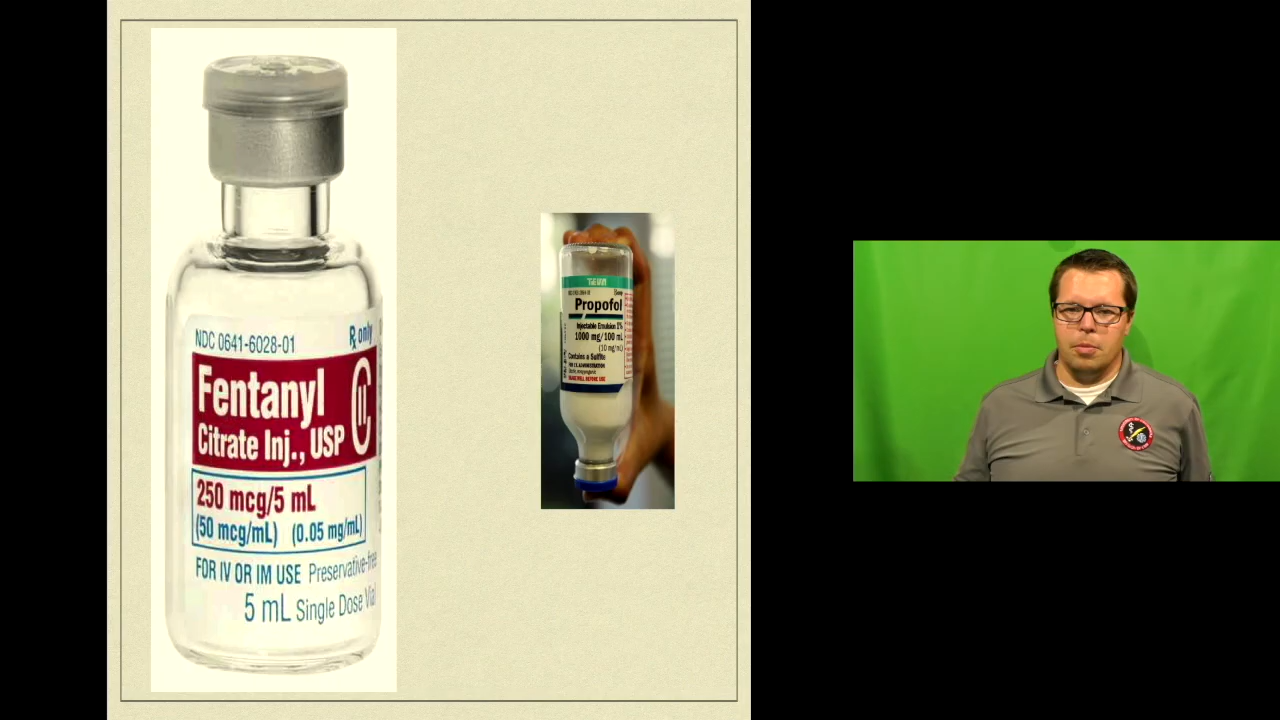 NDC 0641-6028-01
Rx only
Fentanyl
CII
Citrate Inj., USP
250 mcg/5 mL
(50 mcg/mL) (0.05 mg/mL)
FOR IV OR IM USE Preservative-free
5 mL Single Dose Vial
Propofol
Injectable Emulsion 1%
1000 mg/100 mL
(10 mg/mL)
Contains a Sulfite